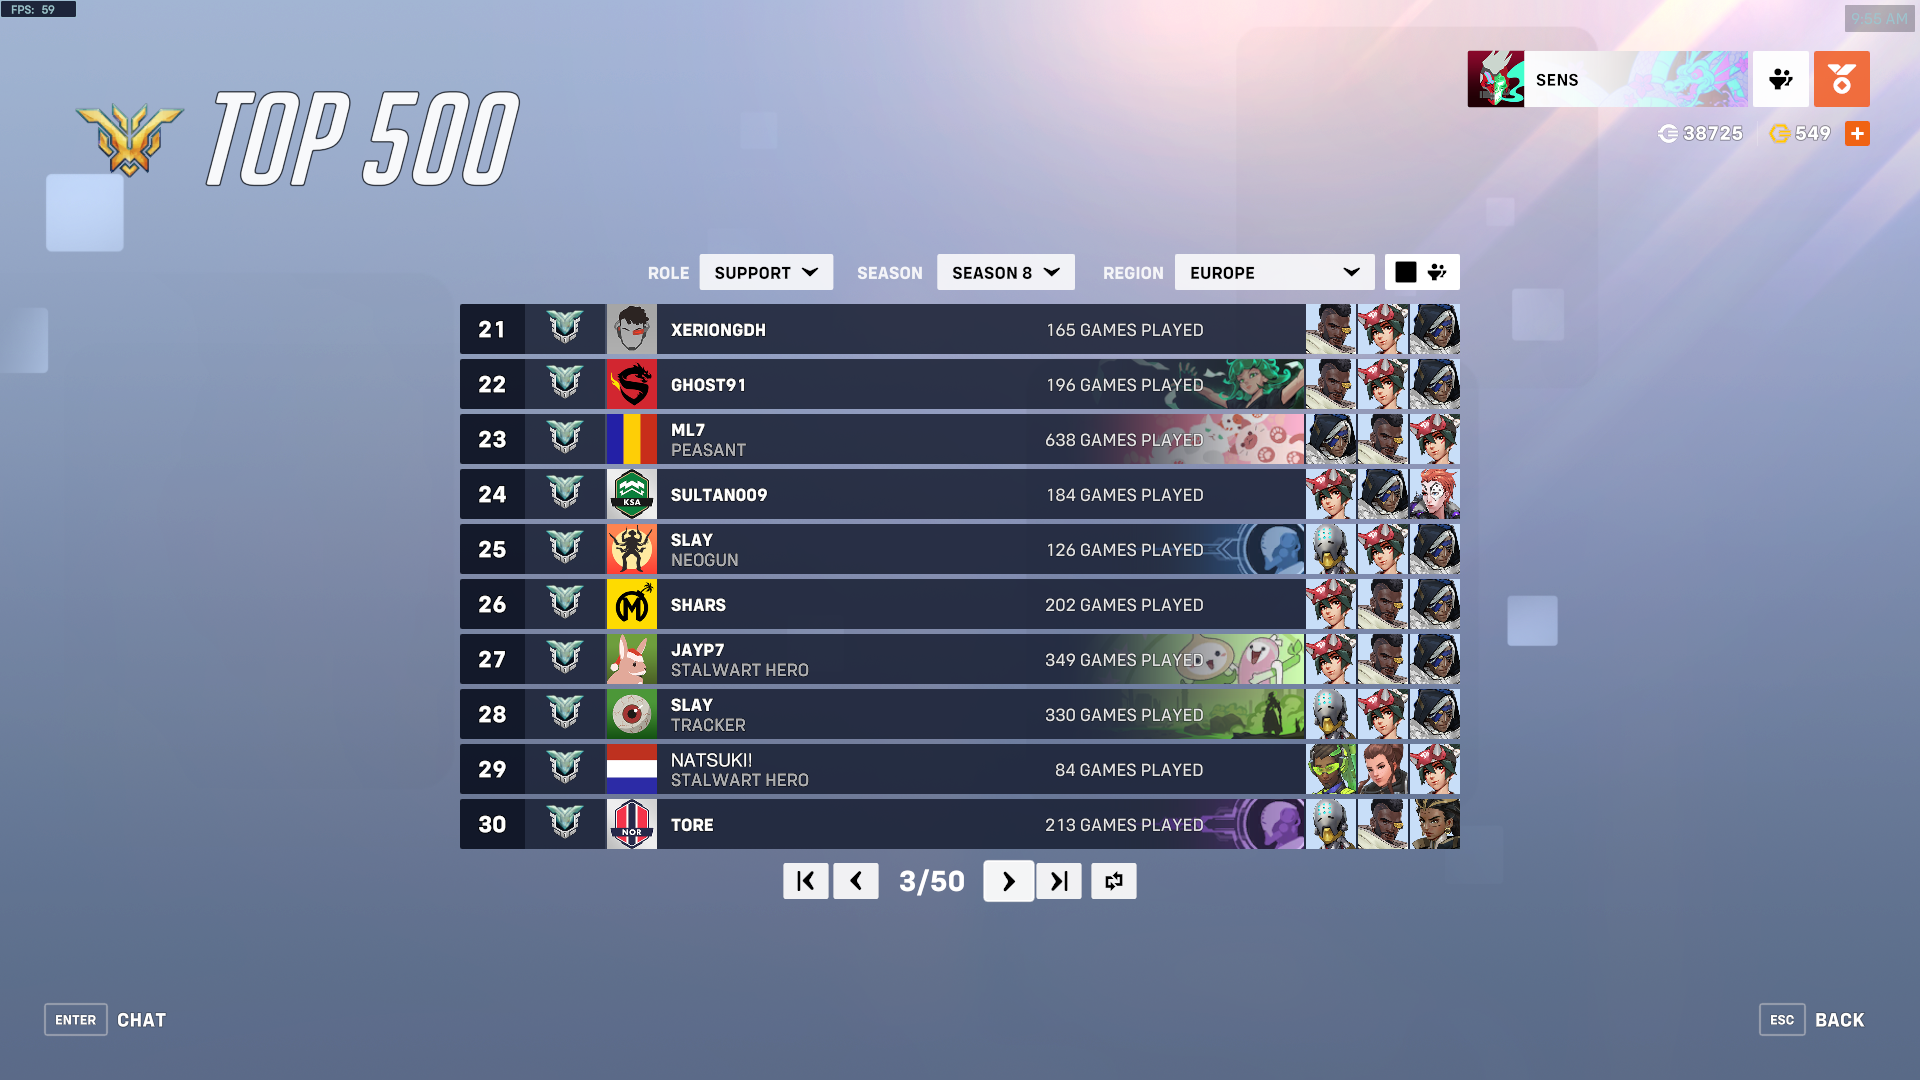 FPS: 59
9:55 AM
TOP 500
SENS
38725
549
ROLE SUPPORT SEASON SEASON 8 REGION EUROPE
21 XERIONGDH 165 GAMES PLAYED
22 GHOST91 196 GAMES PLAYED
23 ML7 638 GAMES PLAYED
PEASANT
24 KSA SULTAN009 184 GAMES PLAYED
25 SLAY 126 GAMES PLAYED
NEOGUN
26 M SHARS 202 GAMES PLAYED
27 JAYP7 349 GAMES PLAYED
STALWART HERO
28 SLAY 330 GAMES PLAYED
TRACKER
29 NATSUKI! 84 GAMES PLAYED
STALWART HERO
30 NOR TORE 213 GAMES PLAYED
3/50
ENTER CHAT
ESC BACK